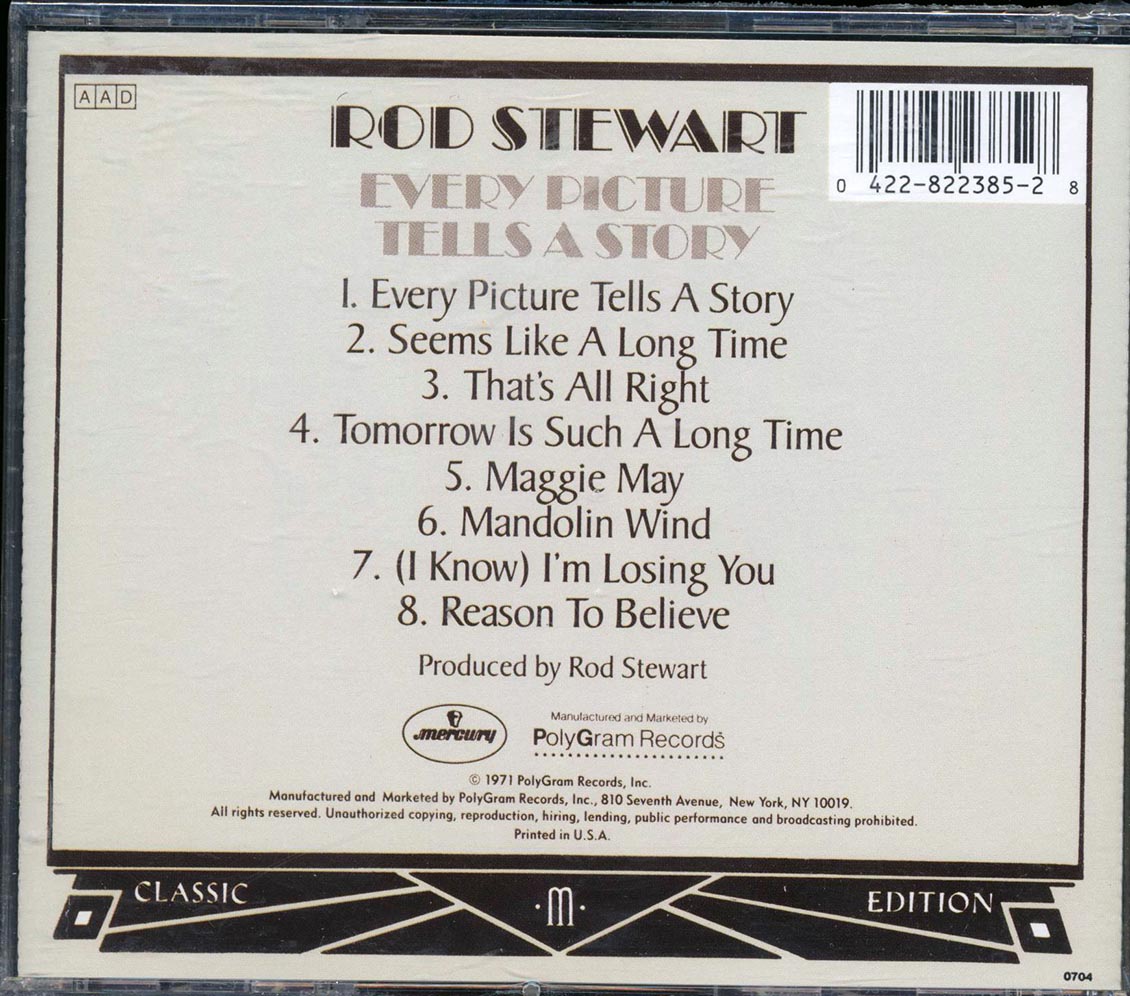 AAD
ROD STEWART
EVERY PICTURE
TELLS A STORY
0 422-822385-2 8
1. Every Picture Tells A Story
2. Seems Like A Long Time
3. That's All Right
4. Tomorrow Is Such A Long Time
5. Maggie May
6. Mandolin Wind
7. (I Know) I'm Losing You
8. Reason To Believe
Produced by Rod Stewart
mercury
Manufactured and Marketed by
PolyGram Records
© 1971 PolyGram Records, Inc.
Manufactured and Marketed by PolyGram Records, Inc., 810 Seventh Avenue, New York, NY 10019.
All rights reserved. Unauthorized copying, reproduction, hiring, lending, public performance and broadcasting prohibited.
Printed in U.S.A.
CLASSIC
·M·
EDITION
0704